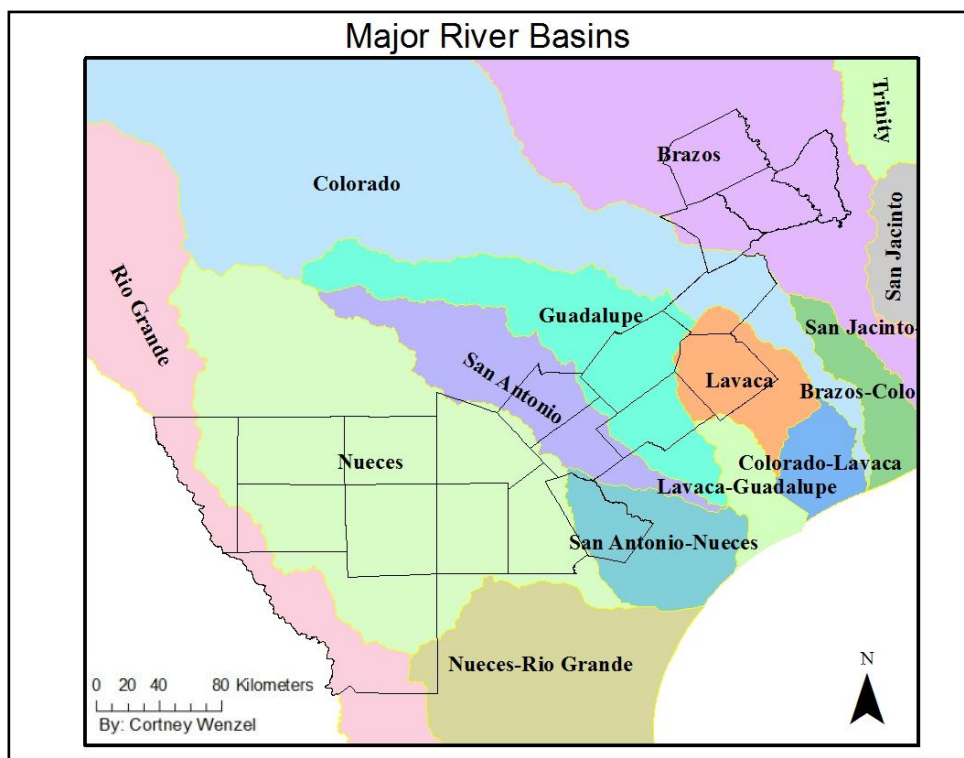 Major River Basins
Trinity
Brazos
Colorado
San Jacinto
Rio Grande
Guadalupe
San Jacinto-
San Antonio
Lavaca
Brazos-Colo
Nueces
Colorado-Lavaca
Lavaca-Guadalupe
San Antonio-Nueces
Nueces-Rio Grande
N
0 20 40 80 Kilometers
By: Cortney Wenzel